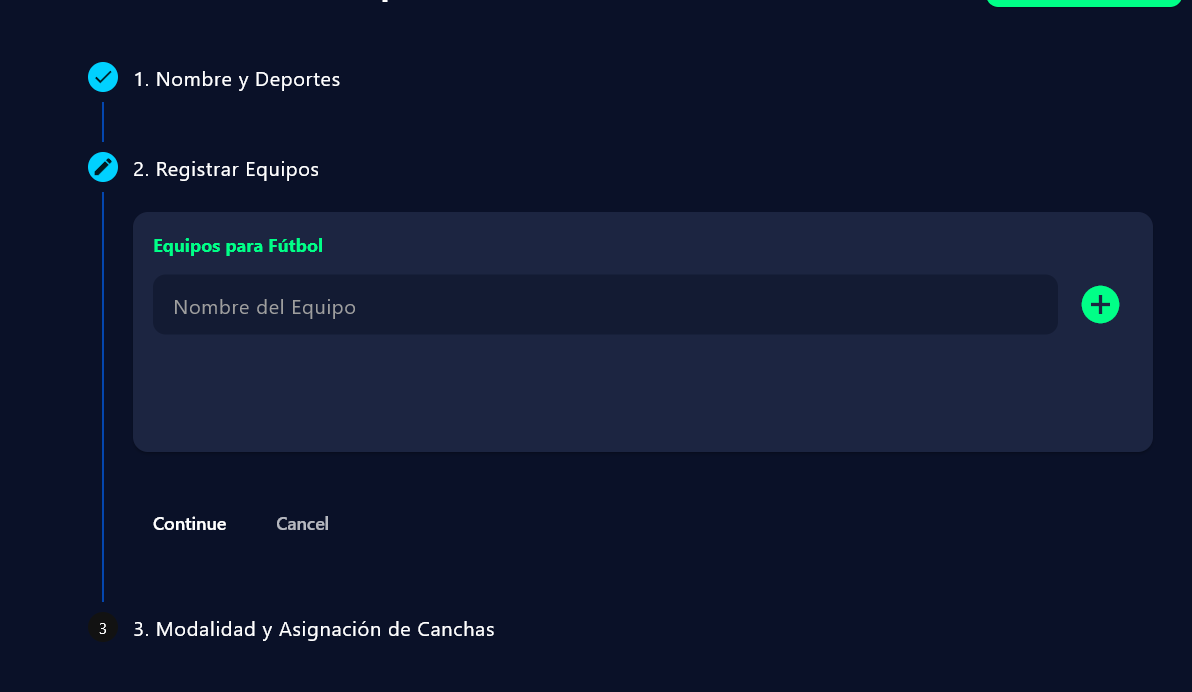 1. Nombre y Deportes
2. Registrar Equipos
Equipos para Fútbol
Nombre del Equipo
Continue Cancel
3 3. Modalidad y Asignación de Canchas